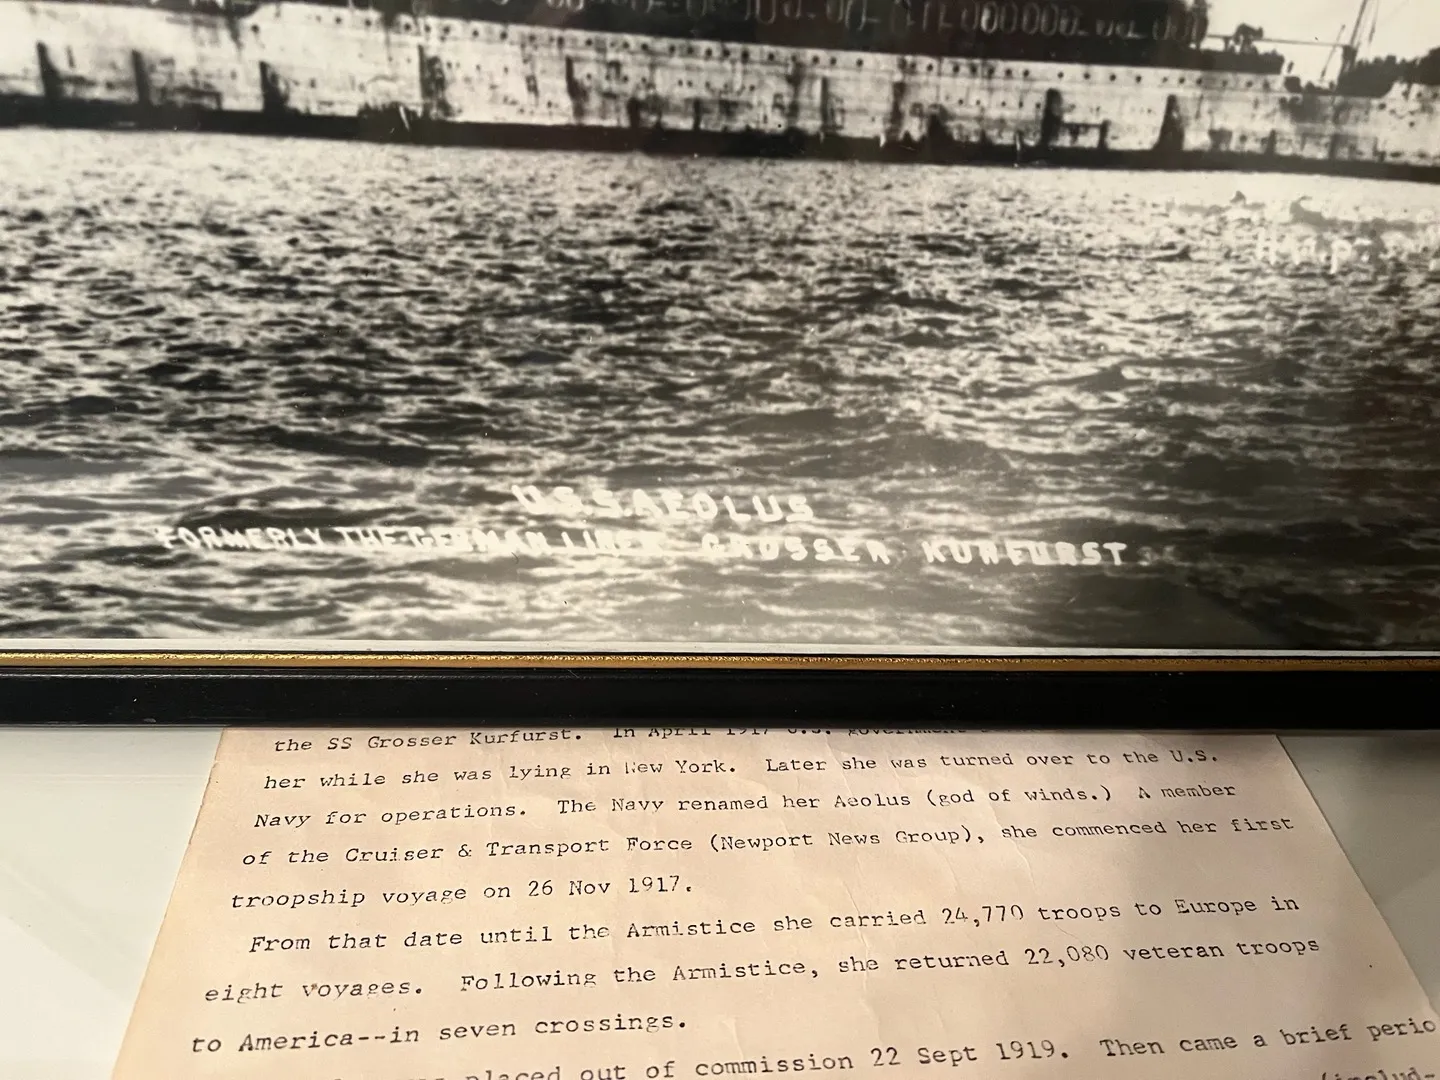 U.S.S. AEOLUS
FORMERLY THE GERMAN LINER GROSSER KURFURST
the SS Grosser Kurfurst.  In April 1917 U.S. government
her while she was lying in New York.  Later she was turned over to the U.S.
Navy for operations.  The Navy renamed her Aeolus (god of winds.)  A member
of the Cruiser & Transport Force (Newport News Group), she commenced her first
troopship voyage on 26 Nov 1917.
From that date until the Armistice she carried 24,770 troops to Europe in
eight voyages.  Following the Armistice, she returned 22,080 veteran troops
to America--in seven crossings.
placed out of commission 22 Sept 1919.  Then came a brief perio
(includ-